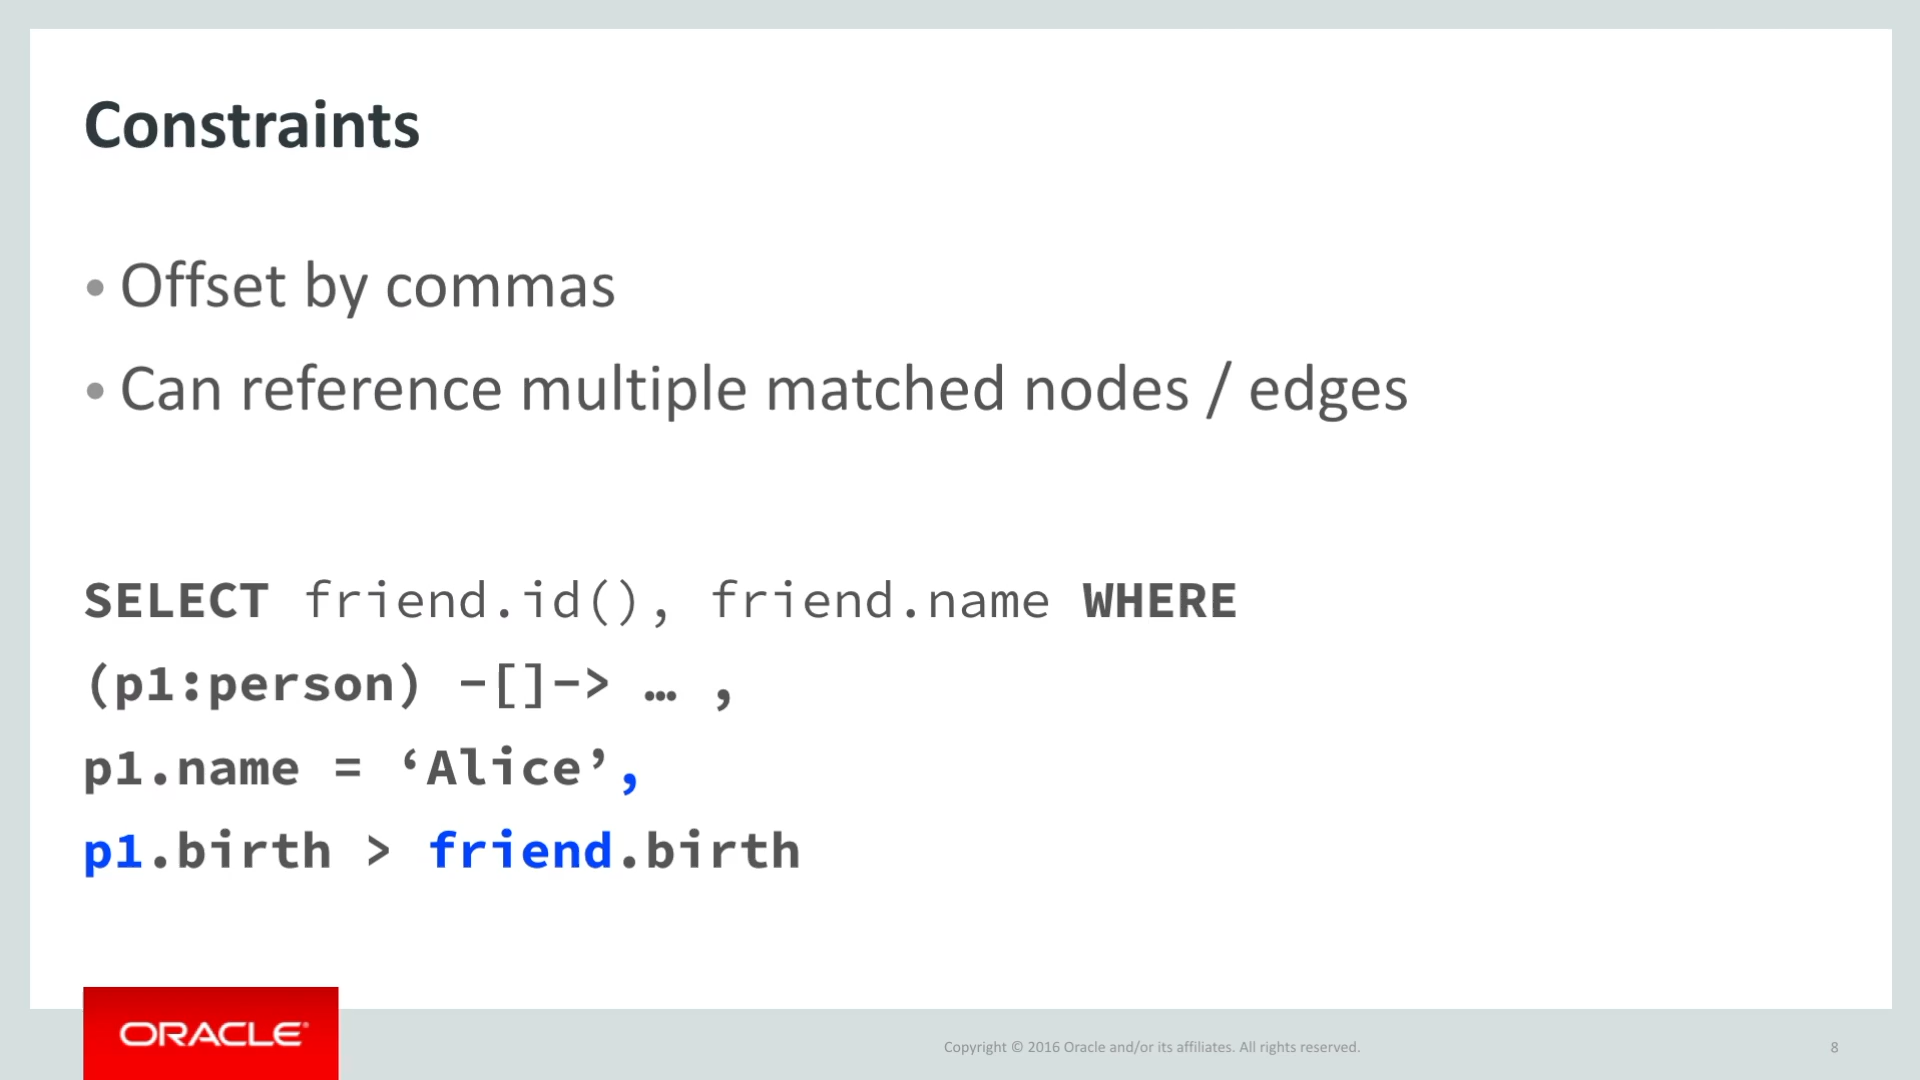 Constraints
• Offset by commas
• Can reference multiple matched nodes / edges
SELECT friend.id(), friend.name WHERE
(p1:person) -[]-> … ,
p1.name = ‘Alice’,
p1.birth > friend.birth
ORACLE®
Copyright © 2016 Oracle and/or its affiliates. All rights reserved.
8